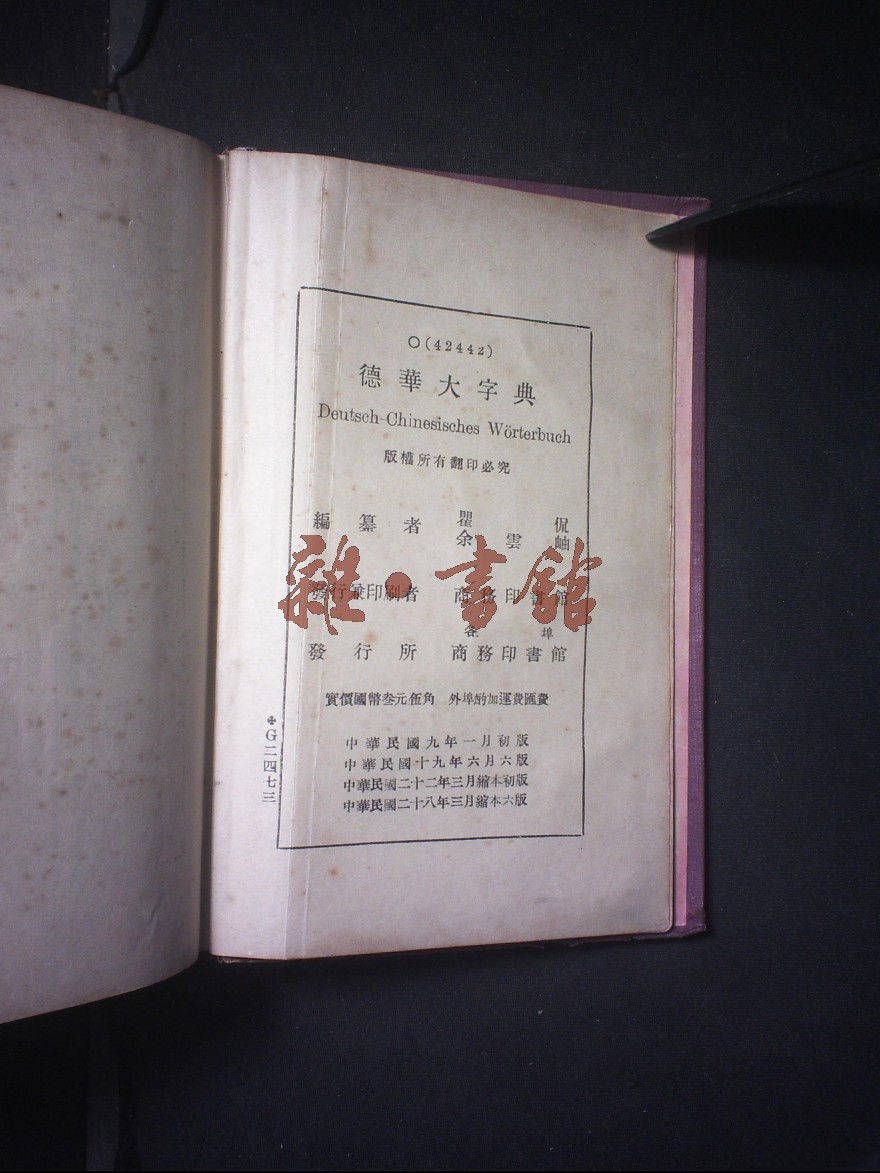 ○(42442)
德華大字典
Deutsch-Chinesisches Wörterbuch
版權所有翻印必究
編纂者 瞿侃
余雲岫
發行兼印刷者 商務印書館
各埠
發行所 商務印書館
實價國幣叁元伍角 外埠酌加運費匯費
中華民國九年一月初版
中華民國十九年六月六版
中華民國二十二年三月縮本初版
中華民國二十八年三月縮本六版
✠G二四七三
雜·書館